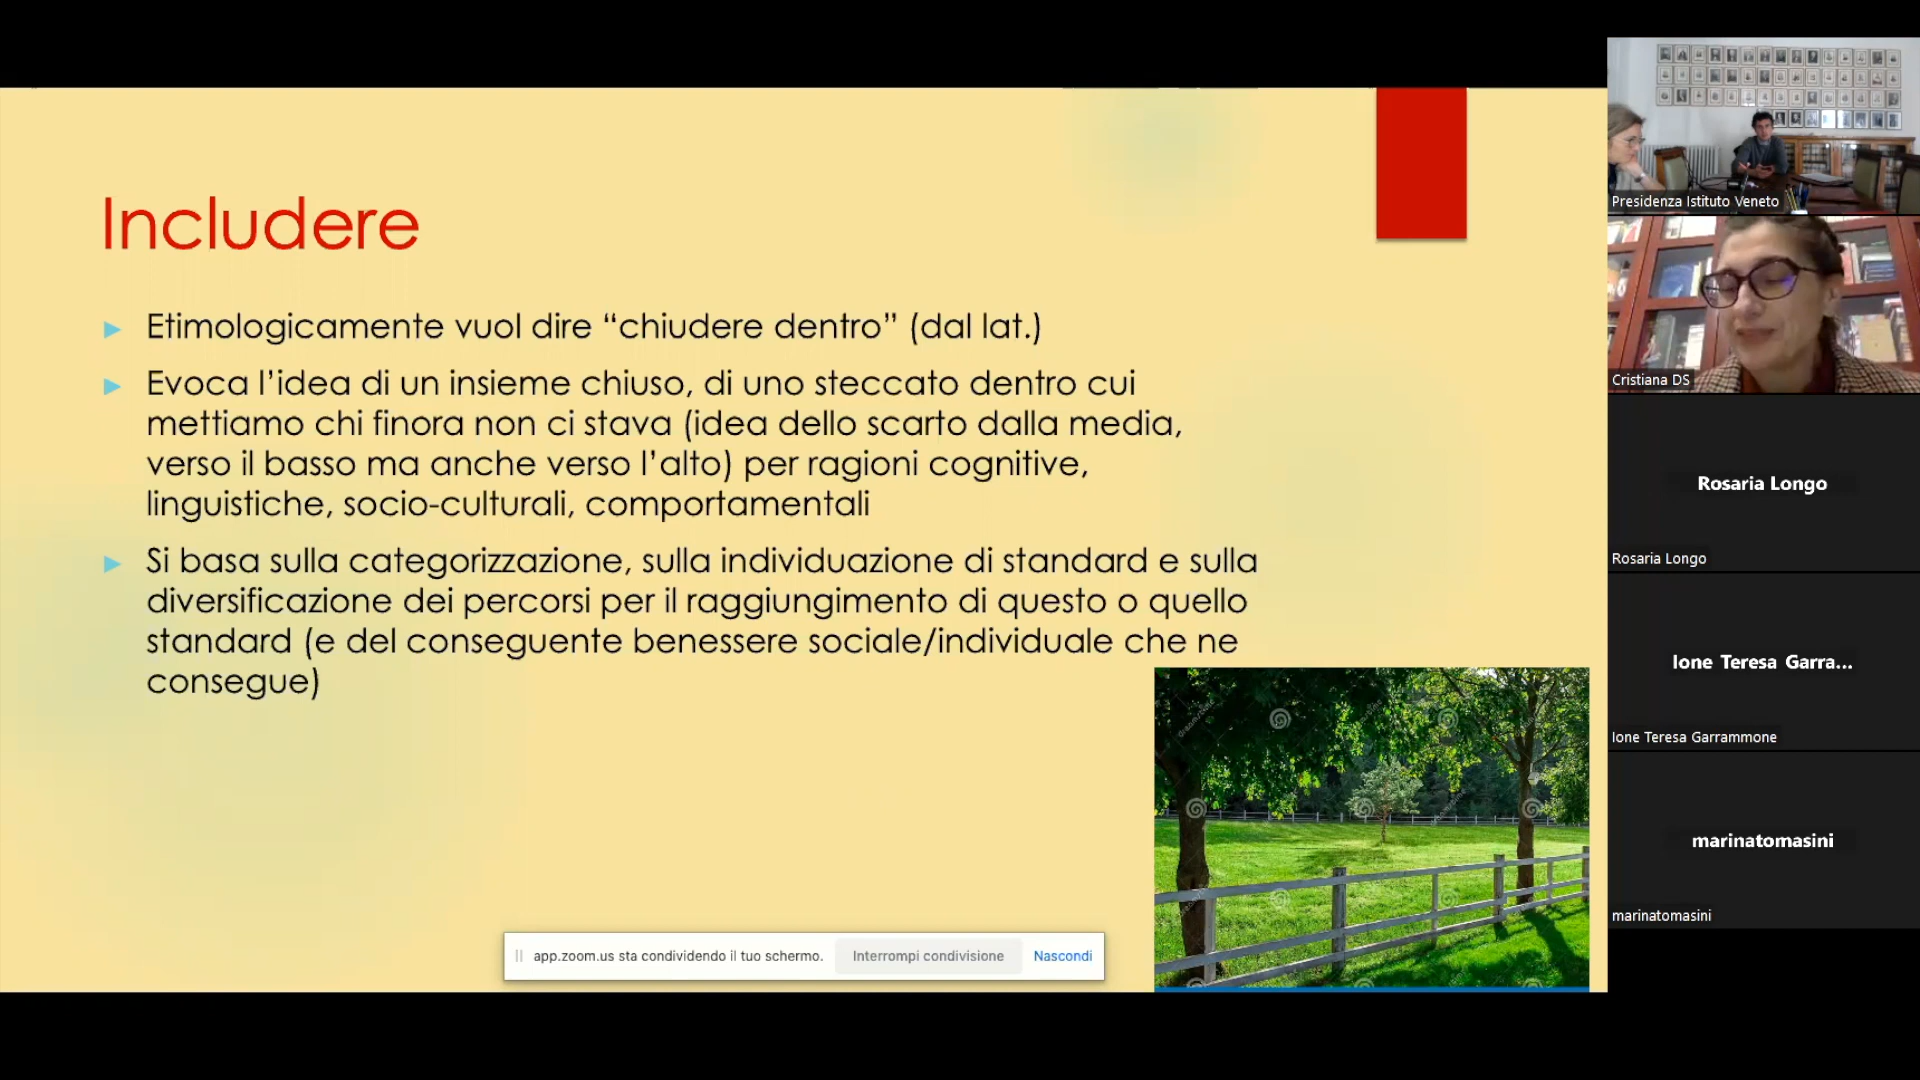 Includere
Etimologicamente vuol dire “chiudere dentro” (dal lat.)
Evoca l’idea di un insieme chiuso, di uno steccato dentro cui
mettiamo chi finora non ci stava (idea dello scarto dalla media,
verso il basso ma anche verso l’alto) per ragioni cognitive,
linguistiche, socio-culturali, comportamentali
Si basa sulla categorizzazione, sulla individuazione di standard e sulla
diversificazione dei percorsi per il raggiungimento di questo o quello
standard (e del conseguente benessere sociale/individuale che ne
consegue)
app.zoom.us sta condividendo il tuo schermo. Interrompi condivisione Nascondi
Presidenza Istituto Veneto
Cristiana DS
Rosaria Longo
Rosaria Longo
Ione Teresa Garra...
Ione Teresa Garrammone
marinatomasini
marinatomasini